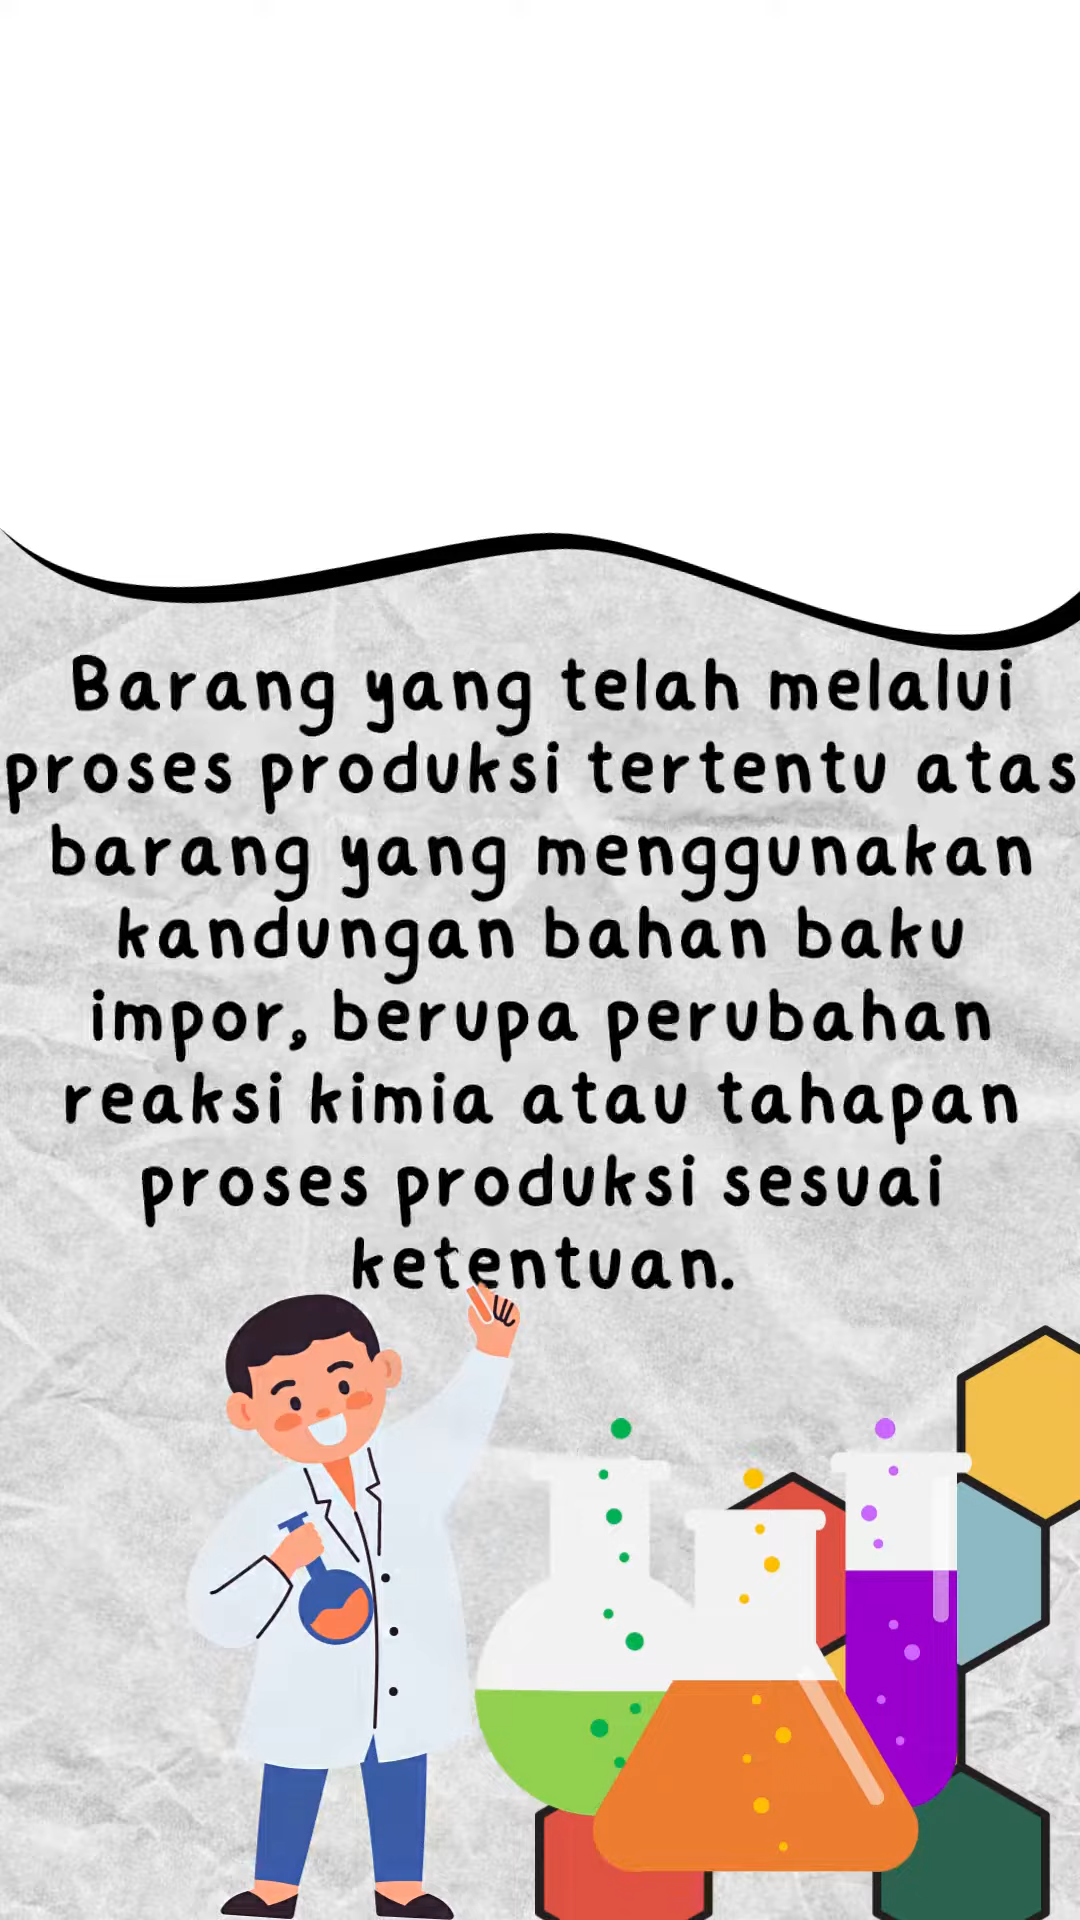 Barang yang telah melalui
proses produksi tertentu atas
barang yang menggunakan
kandungan bahan baku
impor, berupa perubahan
reaksi kimia atau tahapan
proses produksi sesuai
ketentuan.